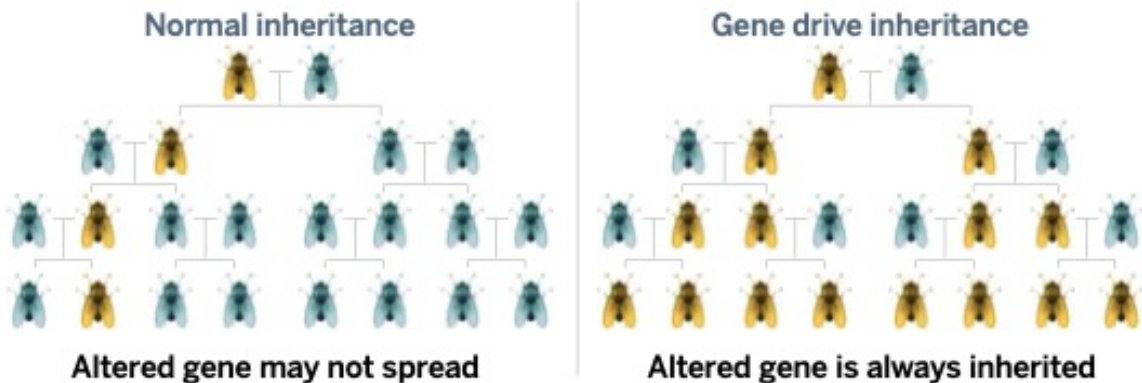 Normal inheritance
Gene drive inheritance
Altered gene may not spread
Altered gene is always inherited